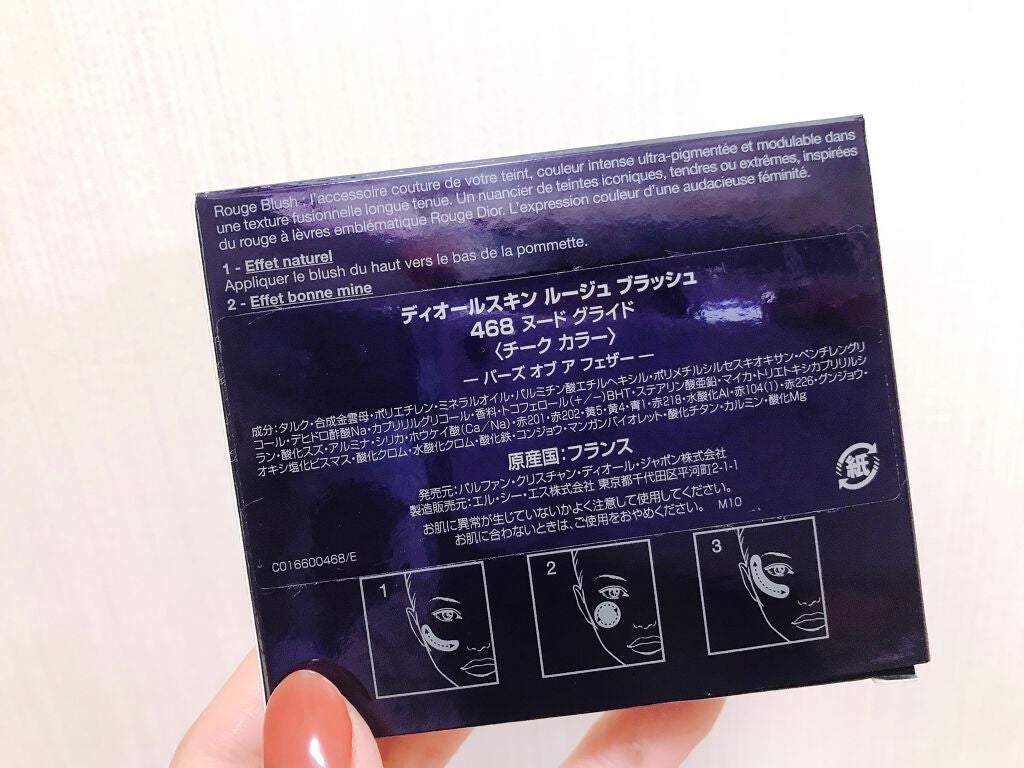 Rouge Blush : l'accessoire couture de votre teint, couleur intense ultra-pigmentée et modulable dans
une texture fusionnelle longue tenue. Un nuancier de teintes iconiques, tendres ou extrêmes, inspirées
du rouge à lèvres emblématique Rouge Dior. L'expression couleur d'une audacieuse féminité.
1 - Effet naturel
Appliquer le blush du haut vers le bas de la pommette.
2 - Effet bonne mine
ディオールスキン ルージュ ブラッシュ
468 ヌード グライド
〈チーク カラー〉
― バーズ オブ ア フェザー ―
成分:タルク・合成金雲母・ポリエチレン・ミネラルオイル・パルミチン酸エチルヘキシル・ポリメチルシルセスキオキサン・ペンチレングリ
コール・デヒドロ酢酸Na・カプリリルグリコール・香料・トコフェロール(+/−)BHT・ステアリン酸亜鉛・マイカ・トリエトキシカプリリルシ
ラン・酸化スズ・アルミナ・シリカ・ホウケイ酸(Ca/Na)・赤201・赤202・黄5・黄4・青1・赤218・水酸化Al・赤104(1)・赤226・グンジョウ・
オキシ塩化ビスマス・酸化クロム・水酸化クロム・酸化鉄・コンジョウ・マンガンバイオレット・酸化チタン・カルミン・酸化Mg
原産国:フランス
発売元:パルファン・クリスチャン・ディオール・ジャポン株式会社
製造販売元:エル・シー・エス株式会社 東京都千代田区平河町2-1-1
お肌に異常が生じていないかよく注意して使用してください。
お肌に合わないときは、ご使用をおやめください。 M10
紙
C016600468/E
1
2
3